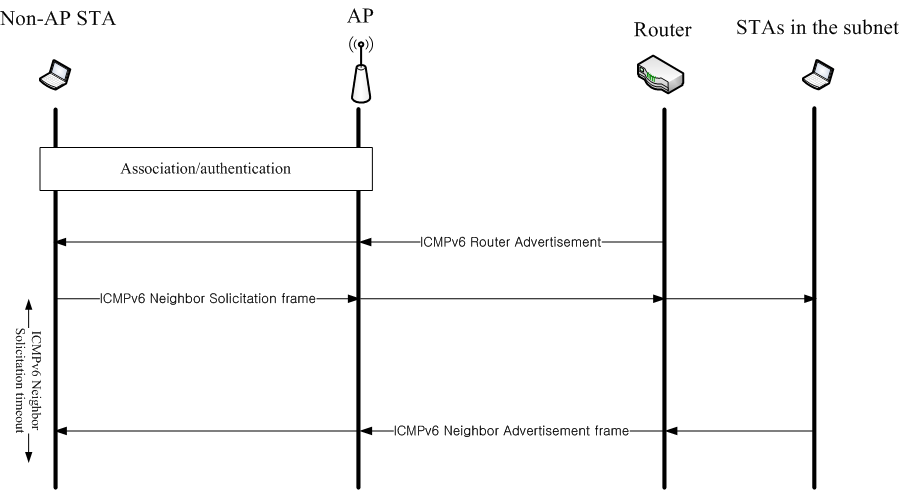 Non-AP STA
AP
Router
STAs in the subnet
Association/authentication
ICMPv6 Router Advertisement
ICMPv6 Neighbor Solicitation frame
ICMPv6 Neighbor
Solicitation timeout
ICMPv6 Neighbor Advertisement frame